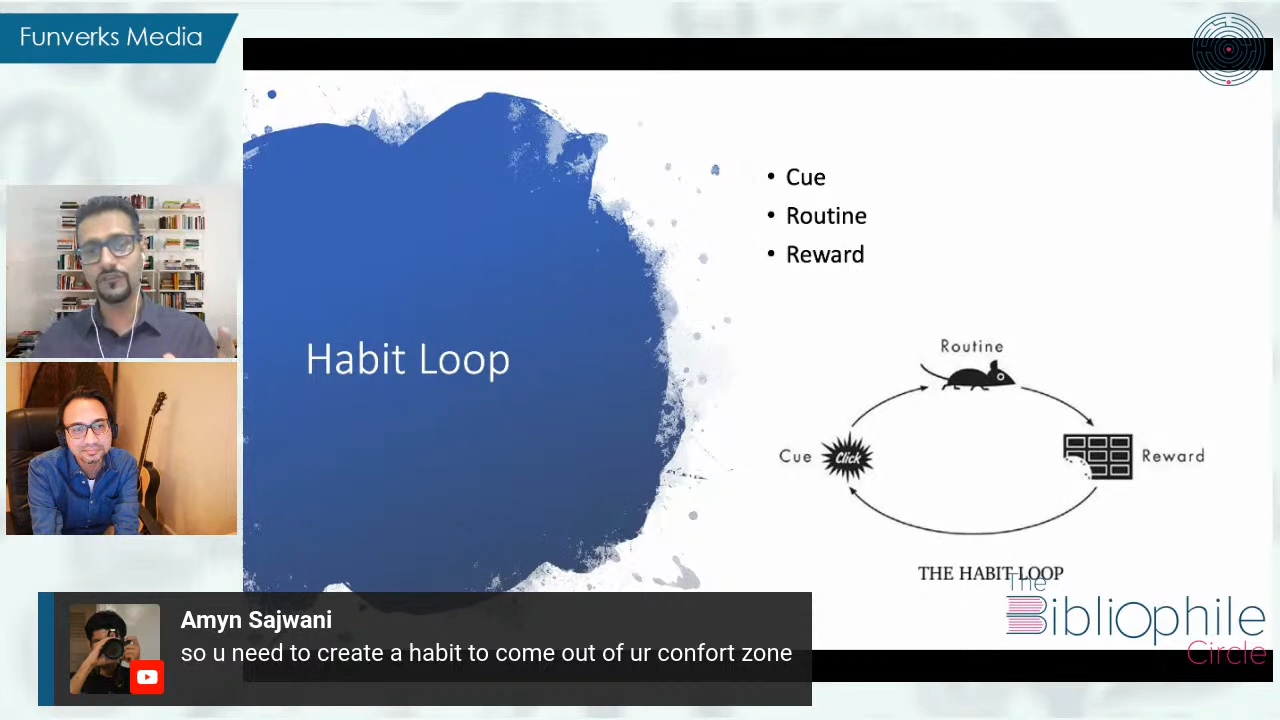 Funverks Media
• Cue
• Routine
• Reward
Habit Loop
Routine
Cue
Click
Reward
THE HABIT LOOP
The
Bibliophile
Circle
Amyn Sajwani
so u need to create a habit to come out of ur confort zone